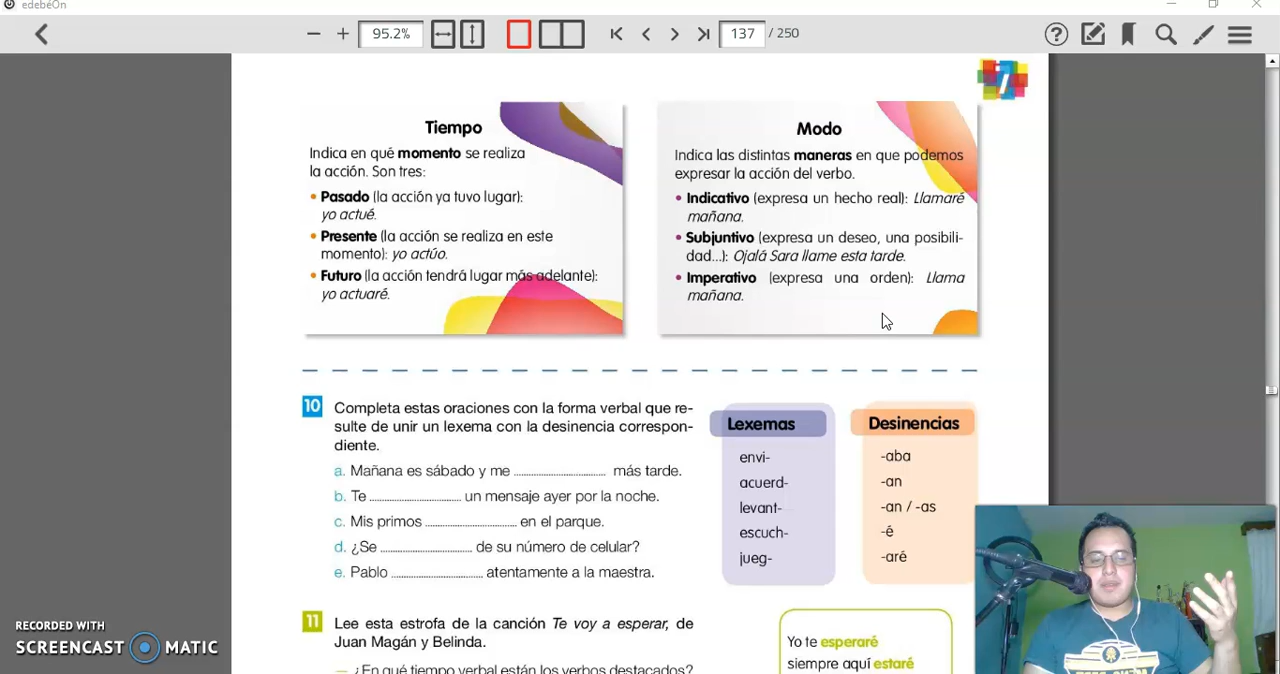 edebéOn
95.2%
137 / 250
Tiempo
Indica en qué momento se realiza
la acción. Son tres:
• Pasado (la acción ya tuvo lugar):
yo actué.
• Presente (la acción se realiza en este
momento): yo actúo.
• Futuro (la acción tendrá lugar más adelante):
yo actuaré.
Modo
Indica las distintas maneras en que podemos
expresar la acción del verbo.
• Indicativo (expresa un hecho real): Llamaré
mañana.
• Subjuntivo (expresa un deseo, una posibili-
dad...): Ojalá Sara llame esta tarde.
• Imperativo (expresa una orden): Llama
mañana.
10 Completa estas oraciones con la forma verbal que re-
sulte de unir un lexema con la desinencia correspon-
diente.
a. Mañana es sábado y me .............................. más tarde.
b. Te .............................. un mensaje ayer por la noche.
c. Mis primos .............................. en el parque.
d. ¿Se .............................. de su número de celular?
e. Pablo .............................. atentamente a la maestra.
Lexemas
envi-
acuerd-
levant-
escuch-
jueg-
Desinencias
-aba
-an
-an / -as
-é
-aré
11 Lee esta estrofa de la canción Te voy a esperar, de
Juan Magán y Belinda.
— ¿En qué tiempo verbal están los verbos destacados?
Yo te esperaré
siempre aquí estaré
RECORDED WITH
SCREENCAST MATIC